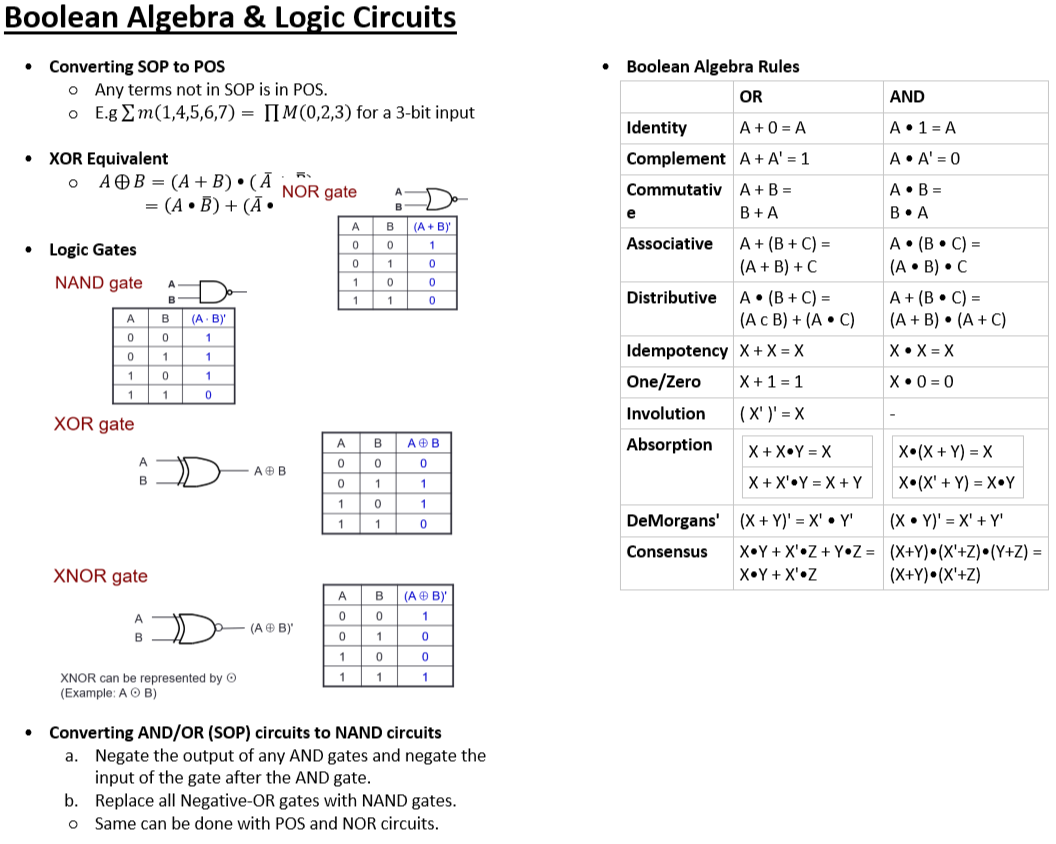 Boolean Algebra & Logic Circuits
• Converting SOP to POS
o Any terms not in SOP is in POS.
o E.g ∑m(1,4,5,6,7) = ∏M(0,2,3) for a 3-bit input
• XOR Equivalent
o A⊕B = (A + B) • (Ā
= (A • B̄) + (Ā •
NOR gate
A
B
A B (A + B)'
0 0 1
0 1 0
1 0 0
1 1 0
• Logic Gates
NAND gate
A
B
A B (A · B)'
0 0 1
0 1 1
1 0 1
1 1 0
XOR gate
A
B
A ⊕ B
A B A ⊕ B
0 0 0
0 1 1
1 0 1
1 1 0
XNOR gate
A
B
(A ⊕ B)'
A B (A ⊕ B)'
0 0 1
0 1 0
1 0 0
1 1 1
XNOR can be represented by ⊙
(Example: A ⊙ B)
• Converting AND/OR (SOP) circuits to NAND circuits
a. Negate the output of any AND gates and negate the
input of the gate after the AND gate.
b. Replace all Negative-OR gates with NAND gates.
o Same can be done with POS and NOR circuits.
• Boolean Algebra Rules
OR AND
Identity A + 0 = A A • 1 = A
Complement A + A' = 1 A • A' = 0
Commutativ A + B = A • B =
e B + A B • A
Associative A + (B + C) = A • (B • C) =
(A + B) + C (A • B) • C
Distributive A • (B + C) = A + (B • C) =
(A c B) + (A • C) (A + B) • (A + C)
Idempotency X + X = X X • X = X
One/Zero X + 1 = 1 X • 0 = 0
Involution ( X' )' = X -
Absorption X + X•Y = X X•(X + Y) = X
X + X'•Y = X + Y X•(X' + Y) = X•Y
DeMorgans' (X + Y)' = X' • Y' (X • Y)' = X' + Y'
Consensus X•Y + X'•Z + Y•Z = (X+Y)•(X'+Z)•(Y+Z) =
X•Y + X'•Z (X+Y)•(X'+Z)